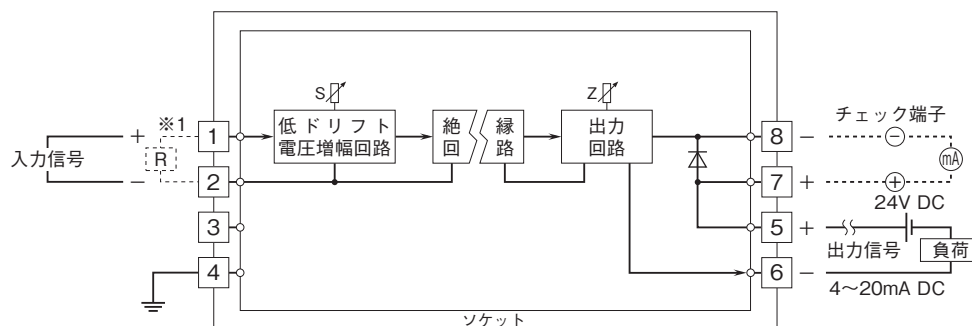 S
Z
※1
+
1
低ドリフト
電圧増幅回路
絶
回
縁
路
出力
回路
8
−
チェック端子
−
入力信号
R
mA
−
2
7
+
+
24V DC
3
5
+
出力信号
負荷
4
6
−
4〜20mA DC
ソケット